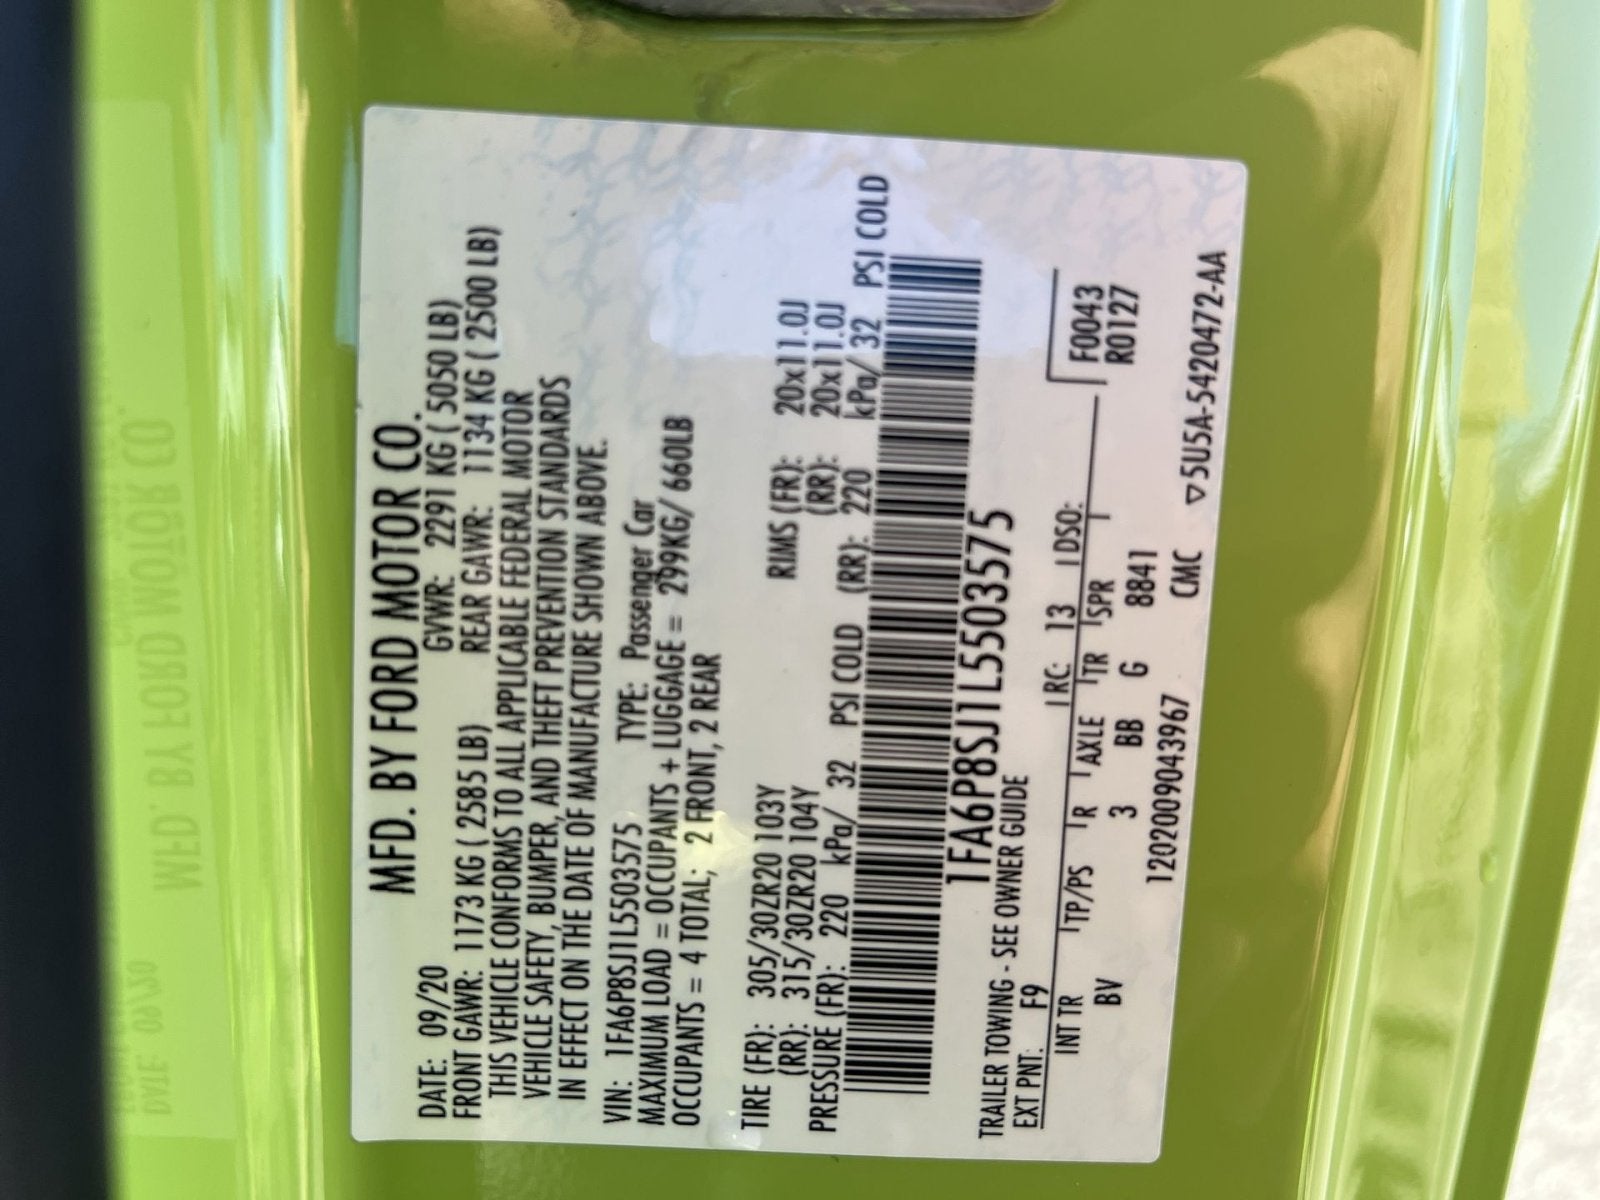 MFD. BY FORD MOTOR CO.
DATE: 09/20 GVWR: 2291 KG ( 5050 LB)
FRONT GAWR: 1173 KG ( 2585 LB) REAR GAWR: 1134 KG ( 2500 LB)
THIS VEHICLE CONFORMS TO ALL APPLICABLE FEDERAL MOTOR
VEHICLE SAFETY, BUMPER, AND THEFT PREVENTION STANDARDS
IN EFFECT ON THE DATE OF MANUFACTURE SHOWN ABOVE.
VIN: 1FA6P8SJ1L5503575 TYPE: Passenger Car
MAXIMUM LOAD = OCCUPANTS + LUGGAGE = 299KG/ 660LB
OCCUPANTS = 4 TOTAL; 2 FRONT, 2 REAR
TIRE (FR): 305/30ZR20 103Y RIMS (FR): 20x11.0J
(RR): 315/30ZR20 104Y (RR): 20x11.0J
PRESSURE (FR): 220 kPa/ 32 PSI COLD (RR): 220 kPa/ 32 PSI COLD
1FA6P8SJ1L5503575
TRAILER TOWING - SEE OWNER GUIDE
EXT PNT: F9 RC: 13 DSO:
F0043
INT TR TP/PS R AXLE TR SPR
R0127
BV 3 BB G 8841
12020090 43967 CMC ▽5U5A-5420472-AA